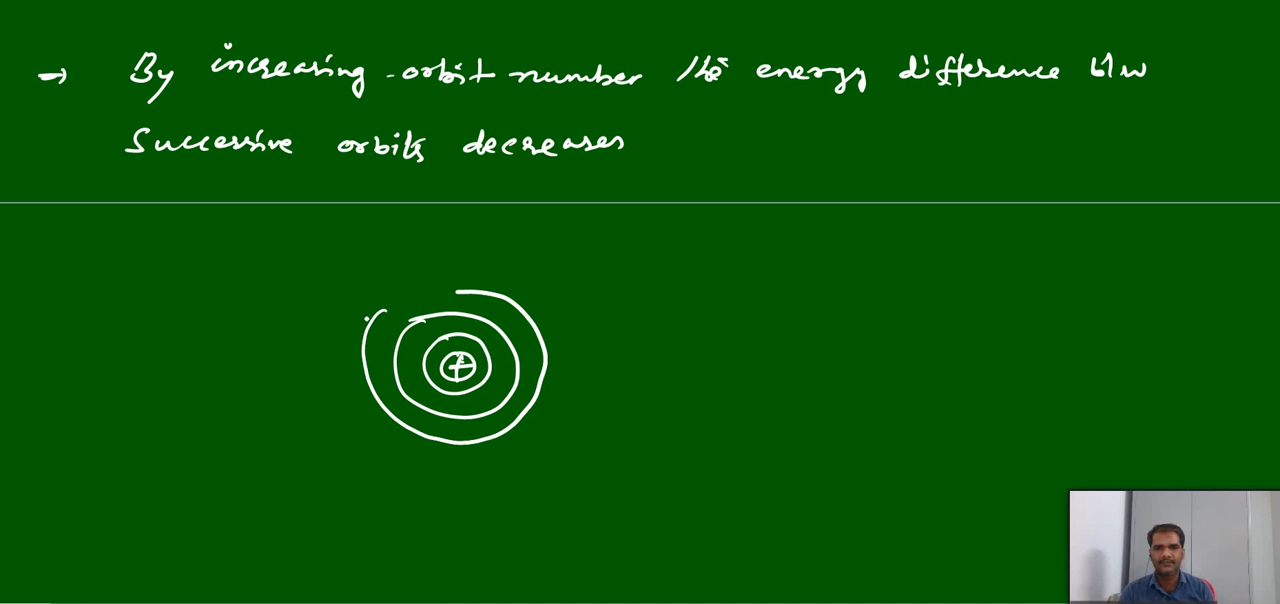 → By increasing orbit number the energy difference b/w
Successive orbits decreases
+